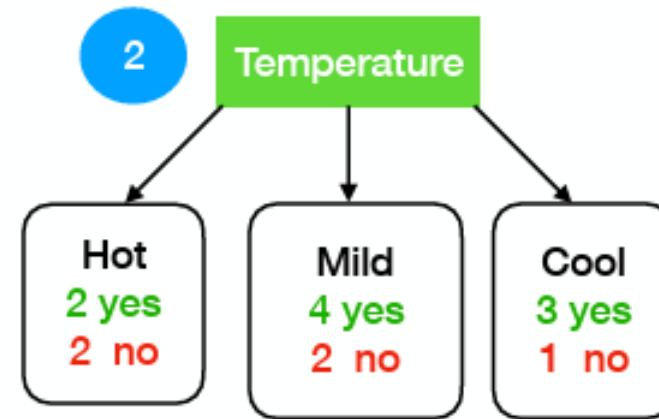 2
Temperature
Hot
2 yes
2 no
Mild
4 yes
2 no
Cool
3 yes
1 no